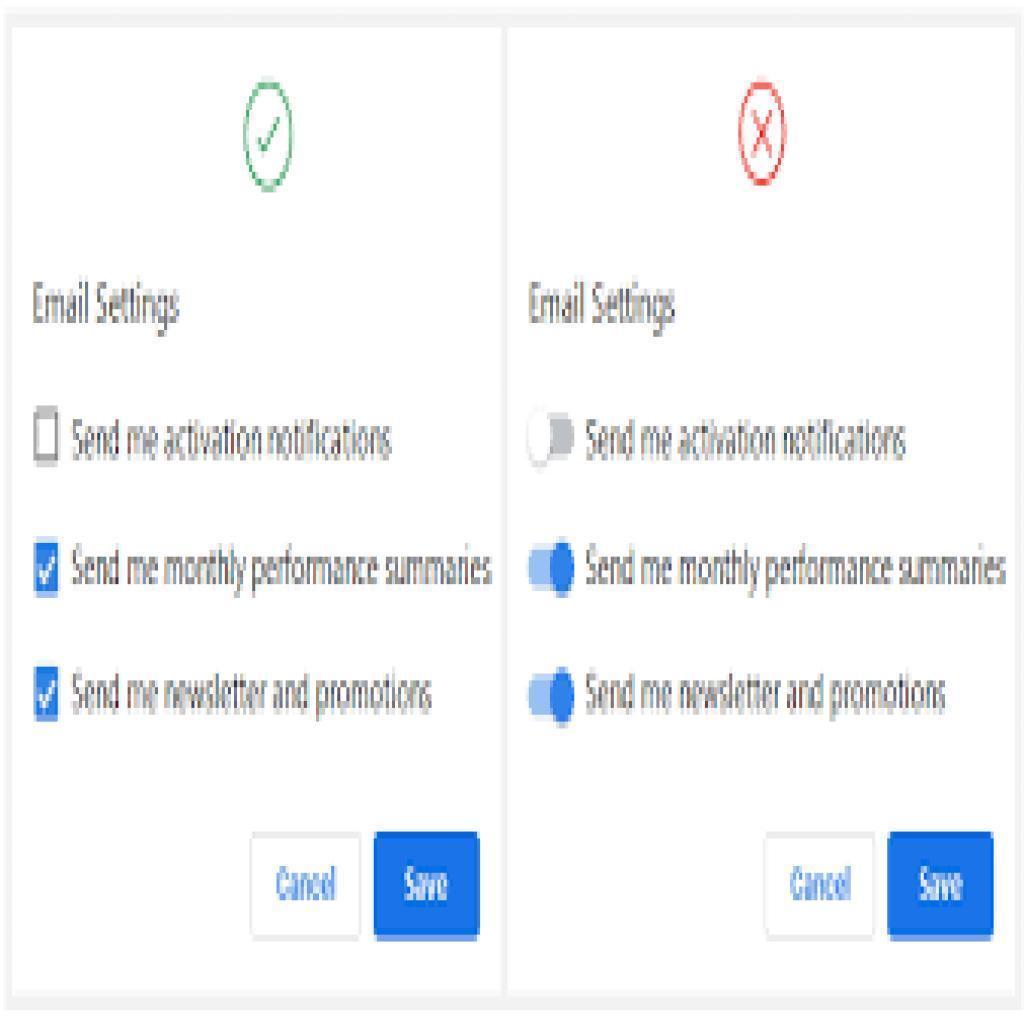 Email Settings
Send me activation notifications
Send me monthly performance summaries
Send me newsletter and promotions
Cancel
Save
Email Settings
Send me activation notifications
Send me monthly performance summaries
Send me newsletter and promotions
Cancel
Save